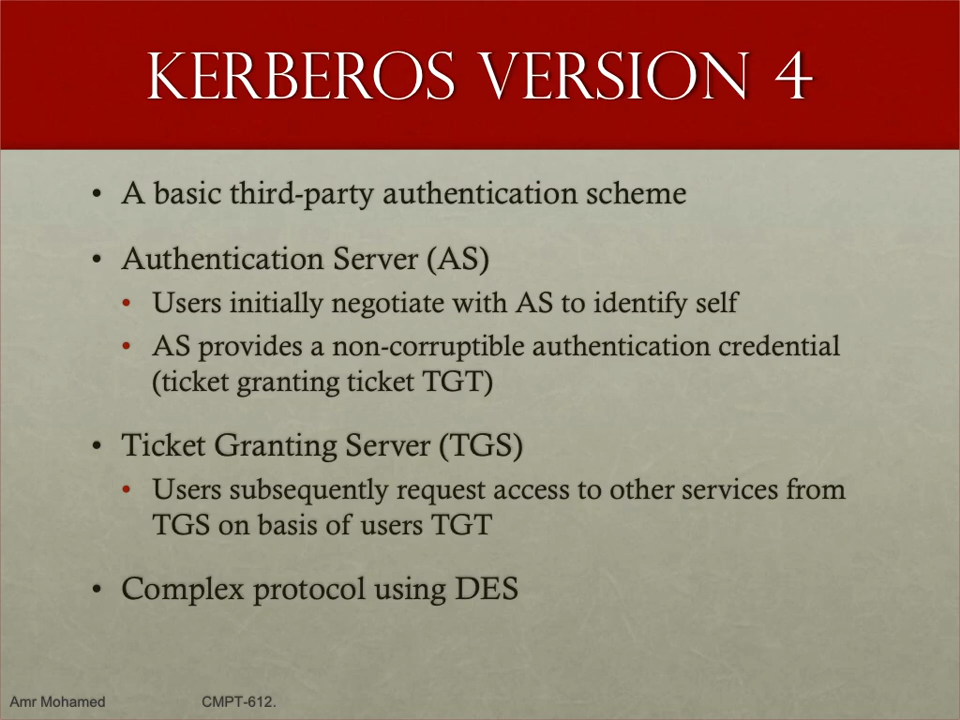 KERBEROS VERSION 4
• A basic third-party authentication scheme
• Authentication Server (AS)
• Users initially negotiate with AS to identify self
• AS provides a non-corruptible authentication credential
(ticket granting ticket TGT)
• Ticket Granting Server (TGS)
• Users subsequently request access to other services from
TGS on basis of users TGT
• Complex protocol using DES
Amr Mohamed CMPT-612.